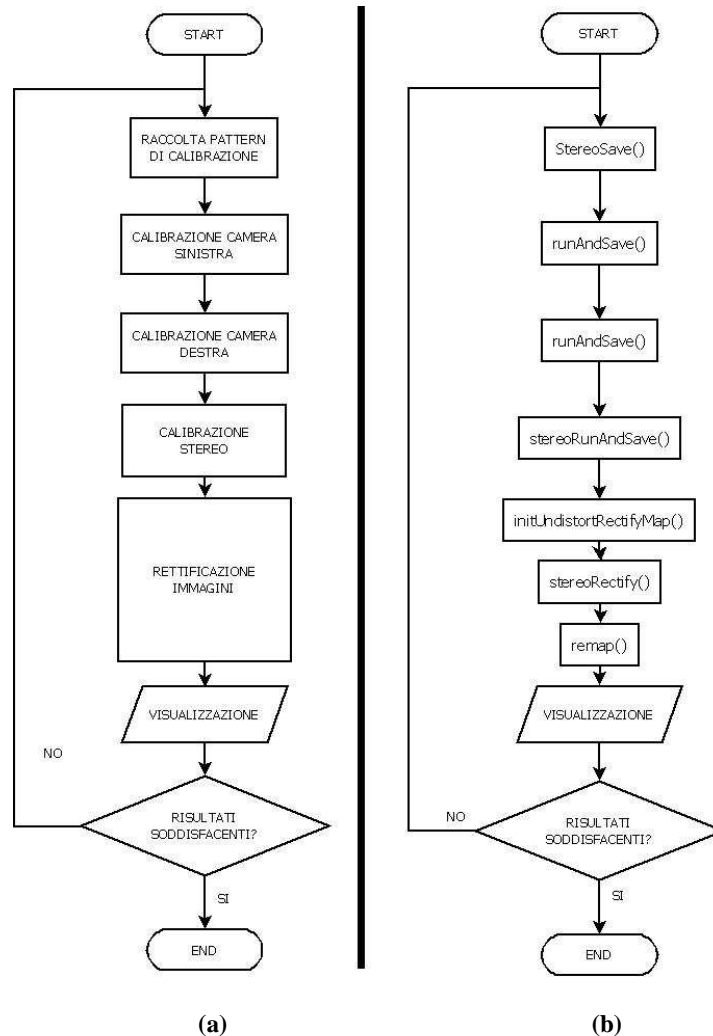 START
RACCOLTA PATTERN
DI CALIBRAZIONE
CALIBRAZIONE CAMERA
SINISTRA
CALIBRAZIONE CAMERA
DESTRA
CALIBRAZIONE
STEREO
RETTIFICAZIONE
IMMAGINI
VISUALIZZAZIONE
NO
RISULTATI
SODDISFACENTI?
SI
END
(a)
START
StereoSave()
runAndSave()
runAndSave()
stereoRunAndSave()
initUndistortRectifyMap()
stereoRectify()
remap()
VISUALIZZAZIONE
NO
RISULTATI
SODDISFACENTI?
SI
END
(b)